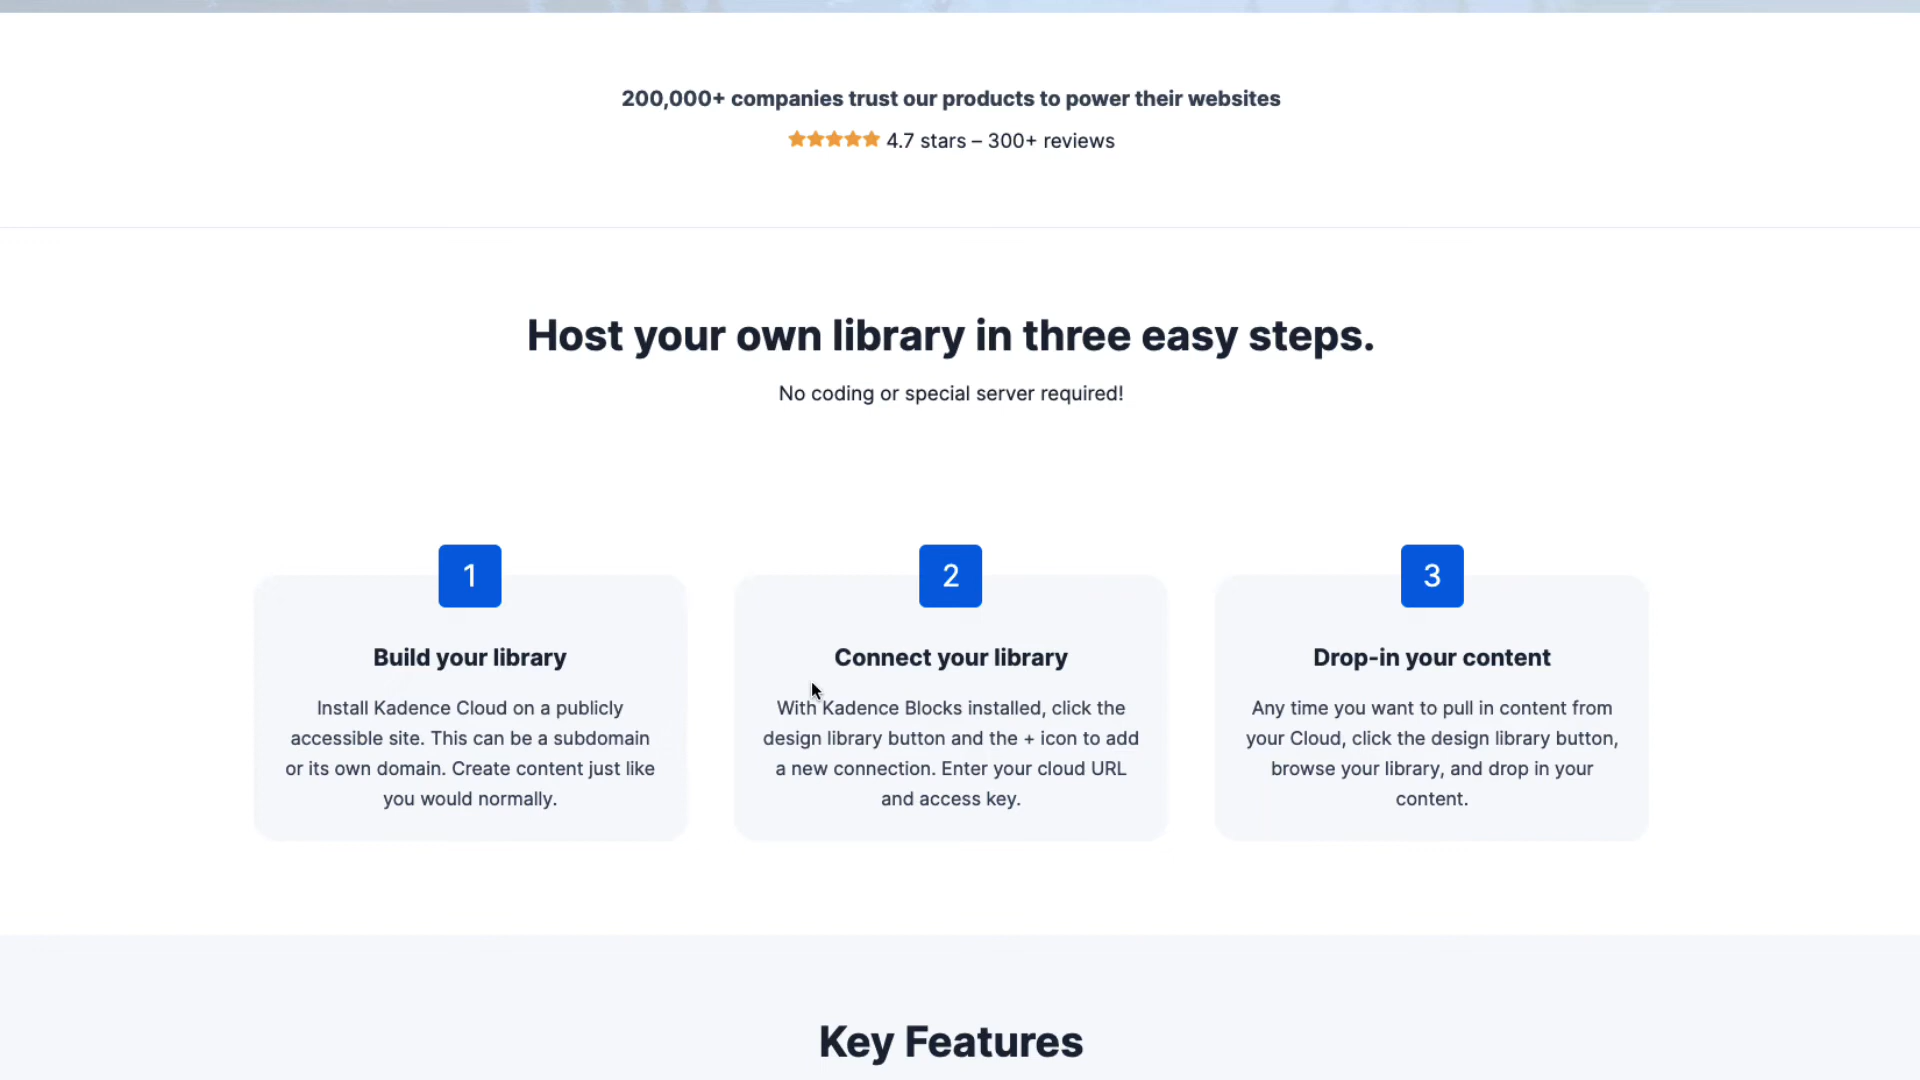 200,000+ companies trust our products to power their websites
4.7 stars – 300+ reviews
Host your own library in three easy steps.
No coding or special server required!
1
Build your library
Install Kadence Cloud on a publicly
accessible site. This can be a subdomain
or its own domain. Create content just like
you would normally.
2
Connect your library
With Kadence Blocks installed, click the
design library button and the + icon to add
a new connection. Enter your cloud URL
and access key.
3
Drop-in your content
Any time you want to pull in content from
your Cloud, click the design library button,
browse your library, and drop in your
content.
Key Features